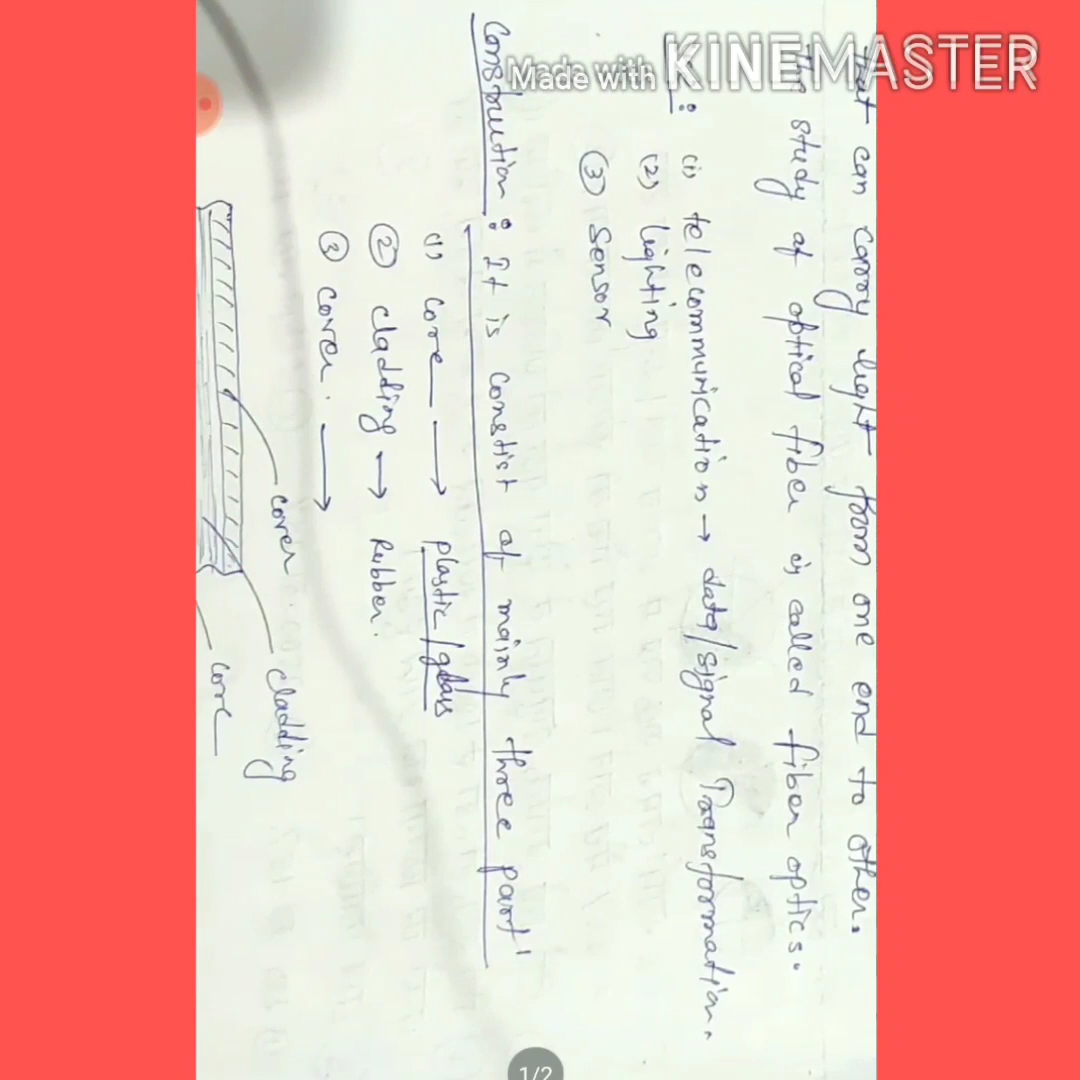 Made with KINEMASTER
that can carry light from one end to other.
The study of optical fiber is called fiber optics.
: (1) telecommunication → data/signal Transformation.
(2) lighting
(3) Sensor
Construction : It is constist of mainly three part'
(1) Core → plastic/glass
(2) cladding → Rubber.
(3) cover. →
cover
cladding
core
1/2